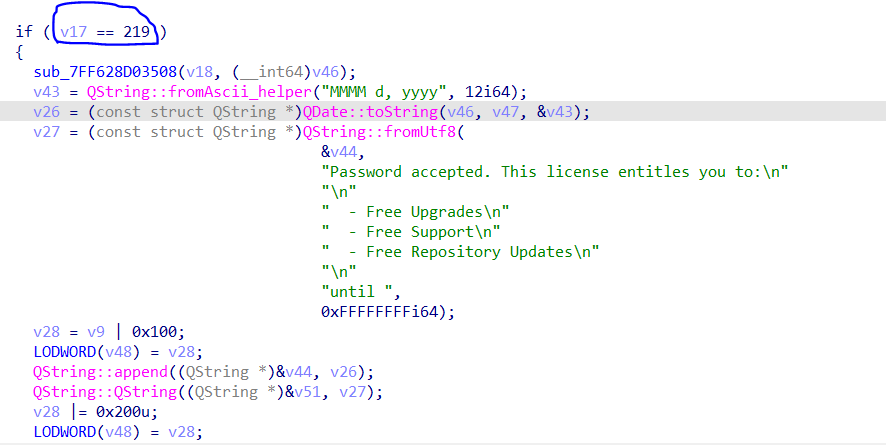 if ( v17 == 219 )
{
sub_7FF628D03508(v18, (__int64)v46);
v43 = QString::fromAscii_helper("MMMM d, yyyy", 12i64);
v26 = (const struct QString *)QDate::toString(v46, v47, &v43);
v27 = (const struct QString *)QString::fromUtf8(
&v44,
"Password accepted. This license entitles you to:\n"
"\n"
"  - Free Upgrades\n"
"  - Free Support\n"
"  - Free Repository Updates\n"
"\n"
"until ",
0xFFFFFFFFi64);
v28 = v9 | 0x100;
LODWORD(v48) = v28;
QString::append((QString *)&v44, v26);
QString::QString((QString *)&v51, v27);
v28 |= 0x200u;
LODWORD(v48) = v28;